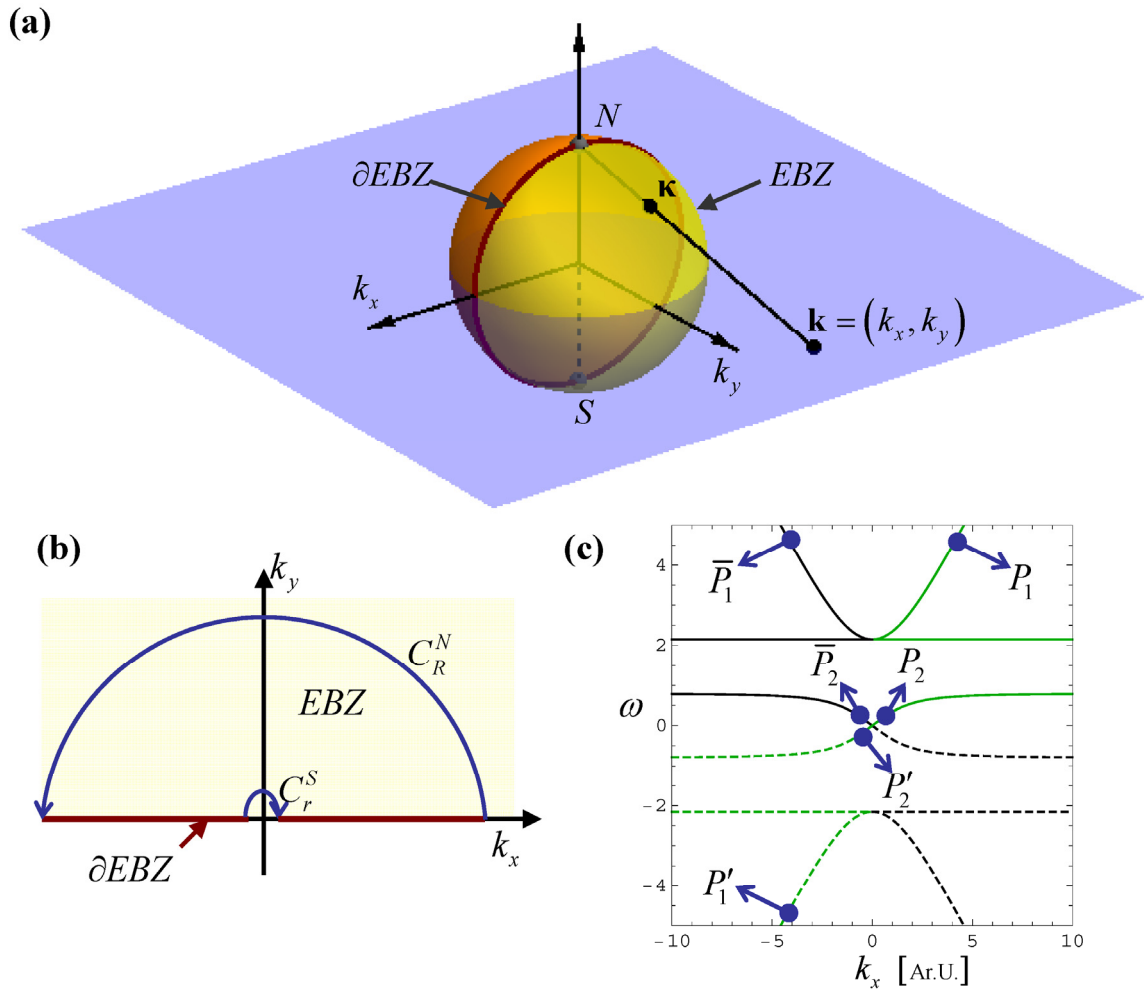 (a)
N
∂EBZ
κ
EBZ
k_x
k = (k_x, k_y)
k_y
S
(b)
k_y
C_R^N
EBZ
C_r^S
k_x
∂EBZ
(c)
4
2
0
-2
-4
ω
P̄_1
P_1
P̄_2
P_2
P′_2
P′_1
-10
-5
0
5
10
k_x [Ar.U.]